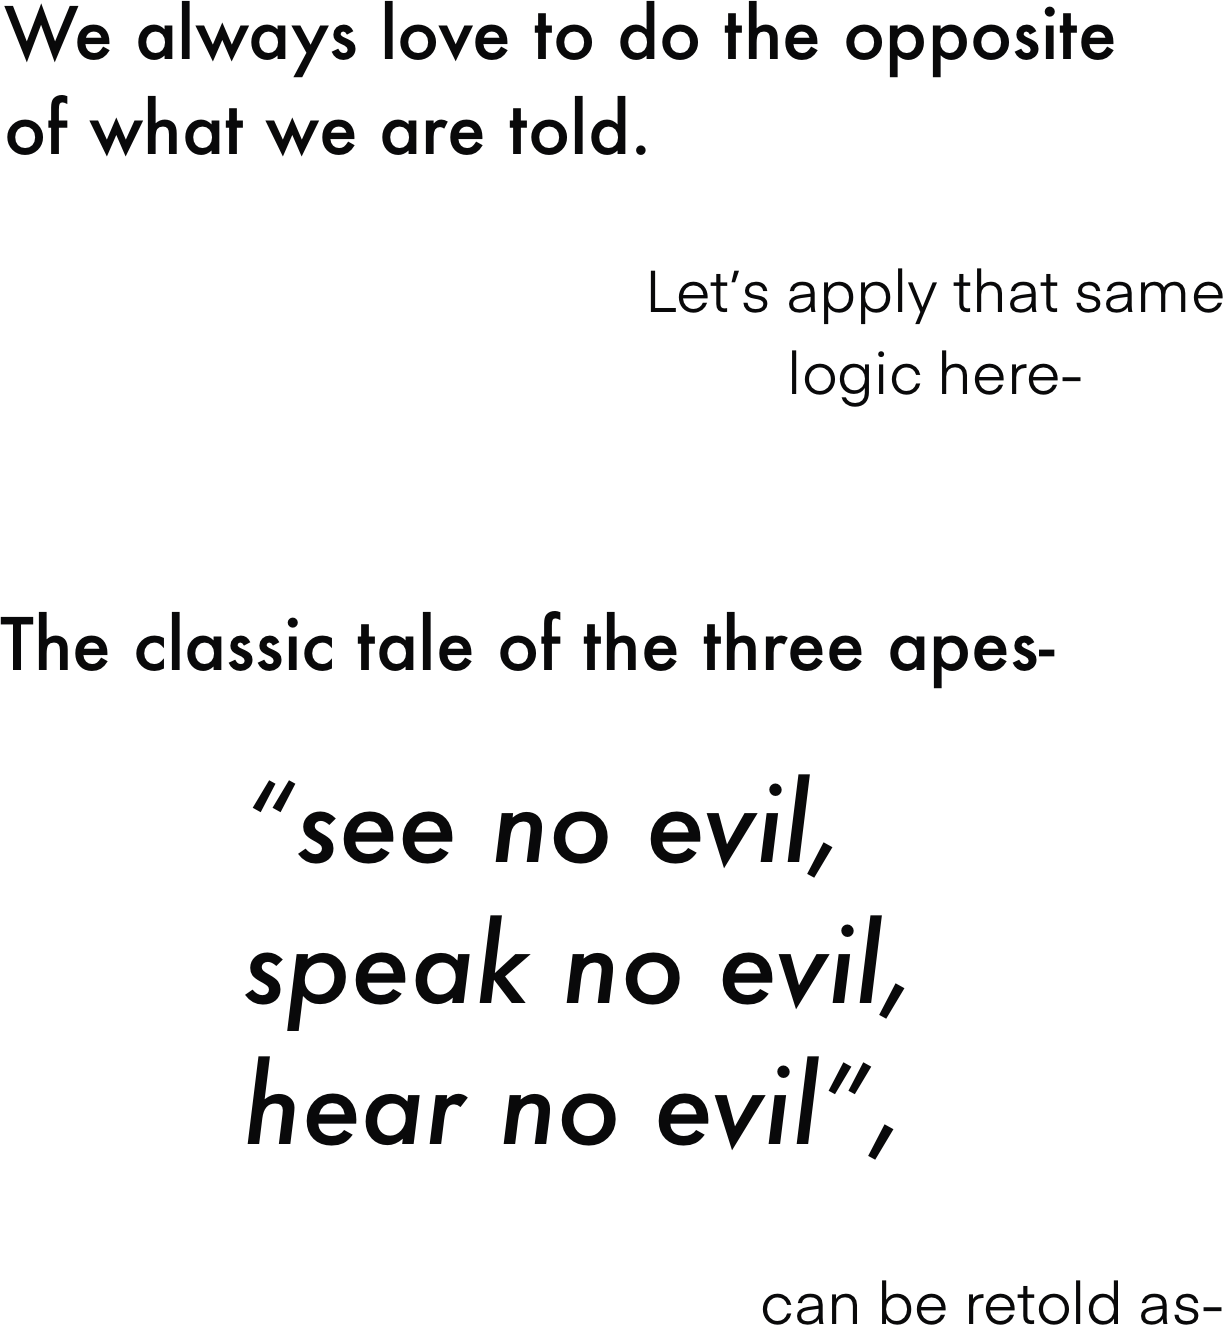 We always love to do the opposite
of what we are told.
Let’s apply that same
logic here-
The classic tale of the three apes-
“see no evil,
speak no evil,
hear no evil”,
can be retold as-